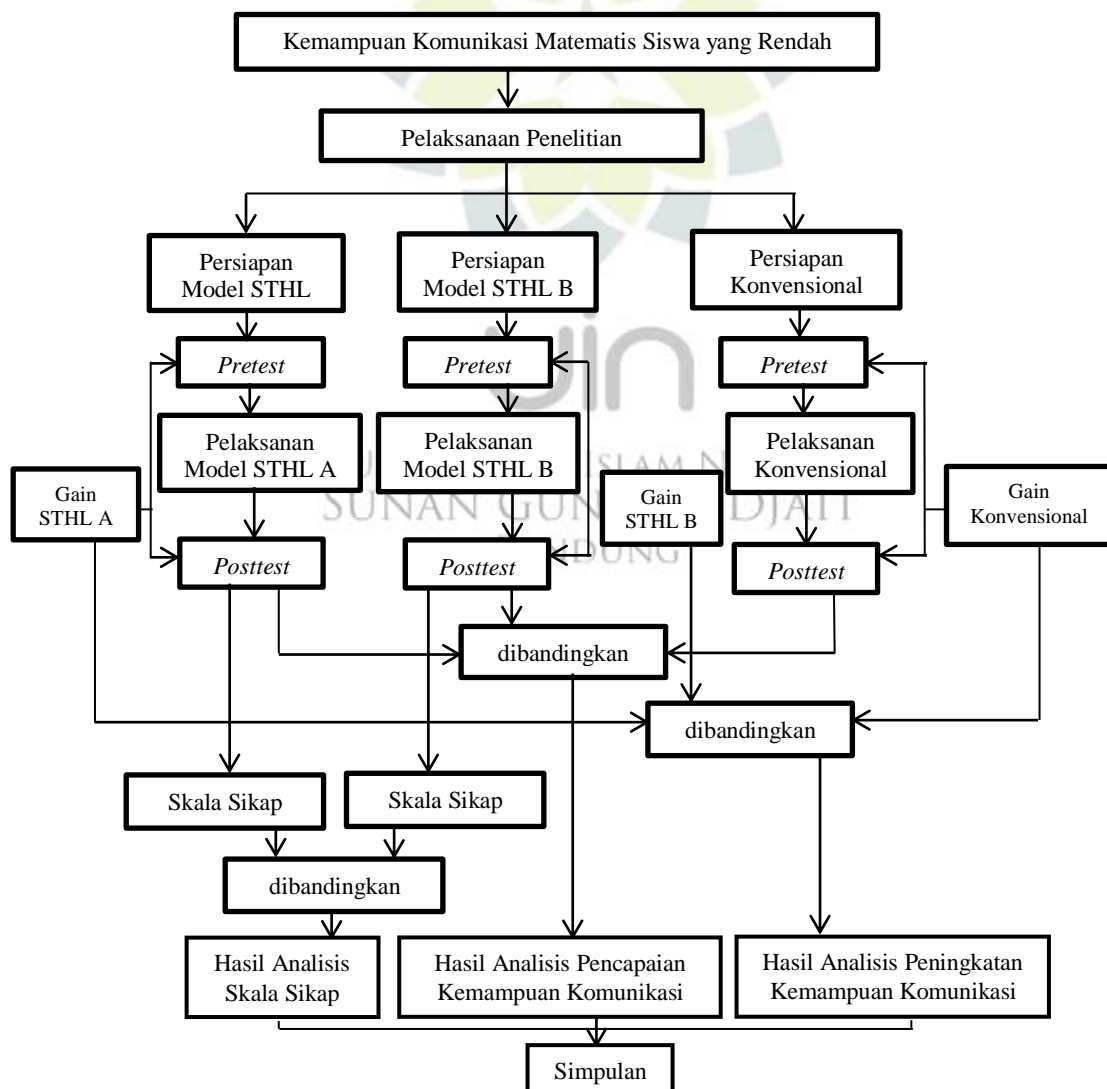 Kemampuan Komunikasi Matematis Siswa yang Rendah
Pelaksanaan Penelitian
Persiapan
Model STHL
Persiapan
Model STHL B
Persiapan
Konvensional
uin
Pretest
Pretest
Pretest
Pelaksanan
Model STHL A
Pelaksanan
Model STHL B
Pelaksanan
Konvensional
Gain
STHL A
Gain
STHL B
Gain
Konvensional
SUNAN
Posttest
Posttest
Posttest
dibandingkan
dibandingkan
Skala Sikap
Skala Sikap
dibandingkan
Hasil Analisis
Skala Sikap
Hasil Analisis Pencapaian
Kemampuan Komunikasi
Hasil Analisis Peningkatan
Kemampuan Komunikasi
Simpulan